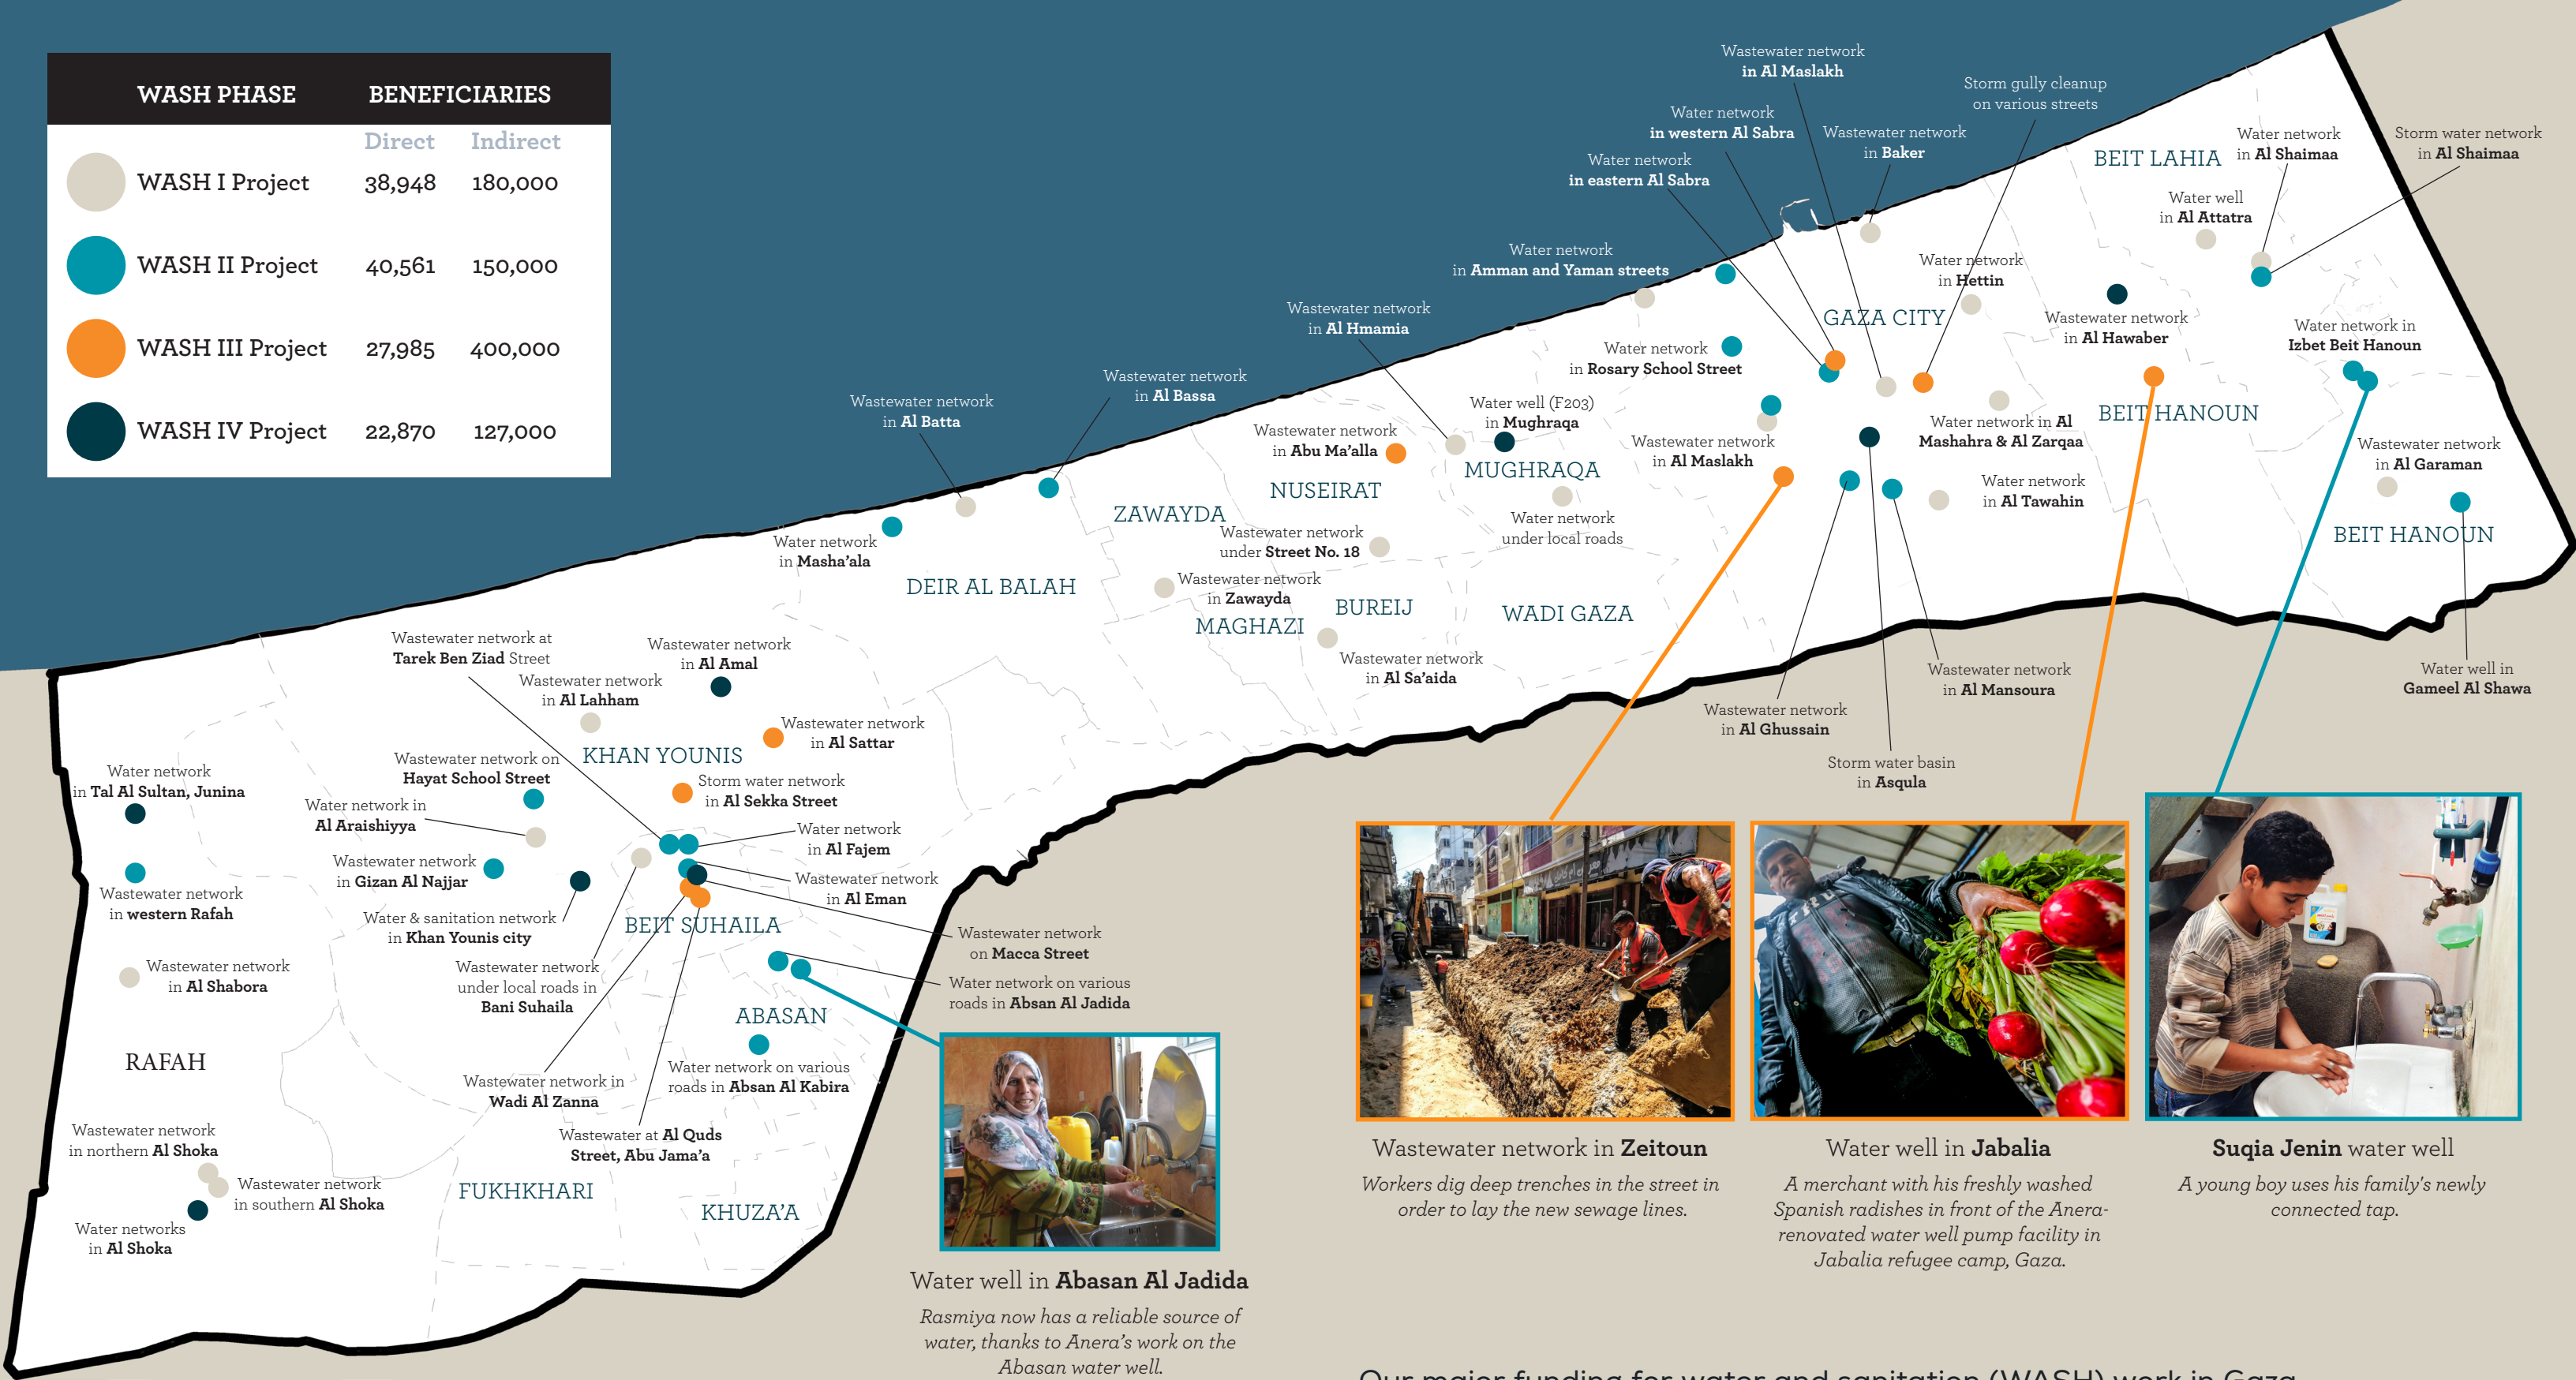 WASH PHASE BENEFICIARIES
Direct Indirect
WASH I Project 38,948 180,000
WASH II Project 40,561 150,000
WASH III Project 27,985 400,000
WASH IV Project 22,870 127,000
Wastewater network
in Al Maslakh
Storm gully cleanup
on various streets
Water network
in western Al Sabra
Wastewater network
in Baker
Water network
in eastern Al Sabra
BEIT LAHIA
Water network
in Al Shaimaa
Storm water network
in Al Shaimaa
Water well
in Al Attatra
Water network
in Amman and Yaman streets
Water network
in Hettin
Wastewater network
in Al Hmamia
GAZA CITY
Wastewater network
in Al Hawaber
Water network in
Izbet Beit Hanoun
Water network
in Rosary School Street
Wastewater network
in Al Bassa
Wastewater network
in Al Batta
Water well (F203)
in Mughraqa
Wastewater network
in Abu Ma'alla
Wastewater network
in Al Maslakh
Water network in Al
Mashahra & Al Zarqaa
BEIT HANOUN
Wastewater network
in Al Garaman
MUGHRAQA
NUSEIRAT
ZAWAYDA
Water network
in Al Tawahin
Water network
under local roads
Wastewater network
under Street No. 18
BEIT HANOUN
Water network
in Masha'ala
DEIR AL BALAH
Wastewater network
in Zawayda
BUREIJ
WADI GAZA
MAGHAZI
Wastewater network
in Al Sa'aida
Wastewater network at
Tarek Ben Ziad Street
Wastewater network
in Al Amal
Wastewater network
in Al Lahham
Wastewater network
in Al Mansoura
Water well in
Gameel Al Shawa
Wastewater network
in Al Ghussain
Storm water basin
in Asqula
Wastewater network
in Al Sattar
KHAN YOUNIS
Wastewater network on
Hayat School Street
Storm water network
in Al Sekka Street
Water network
in Tal Al Sultan, Junina
Water network in
Al Araishiyya
Water network
in Al Fajem
Wastewater network
in Gizan Al Najjar
Wastewater network
in Al Eman
Wastewater network
in western Rafah
Water & sanitation network
in Khan Younis city
BEIT SUHAILA
Wastewater network
on Macca Street
Wastewater network
in Al Shabora
Wastewater network
under local roads in
Bani Suhaila
Water network on various
roads in Absan Al Jadida
ABASAN
RAFAH
Water network on various
roads in Absan Al Kabira
Wastewater network in
Wadi Al Zanna
Wastewater network
in northern Al Shoka
Wastewater at Al Quds
Street, Abu Jama'a
Wastewater network
in southern Al Shoka
FUKHKHARI
KHUZA'A
Water networks
in Al Shoka
Water well in Abasan Al Jadida
Rasmiya now has a reliable source of
water, thanks to Anera's work on the
Abasan water well.
Wastewater network in Zeitoun
Workers dig deep trenches in the street in
order to lay the new sewage lines.
Water well in Jabalia
A merchant with his freshly washed
Spanish radishes in front of the Anera-
renovated water well pump facility in
Jabalia refugee camp, Gaza.
Suqia Jenin water well
A young boy uses his family's newly
connected tap.
Our major funding for water and sanitation (WASH) work in Gaza